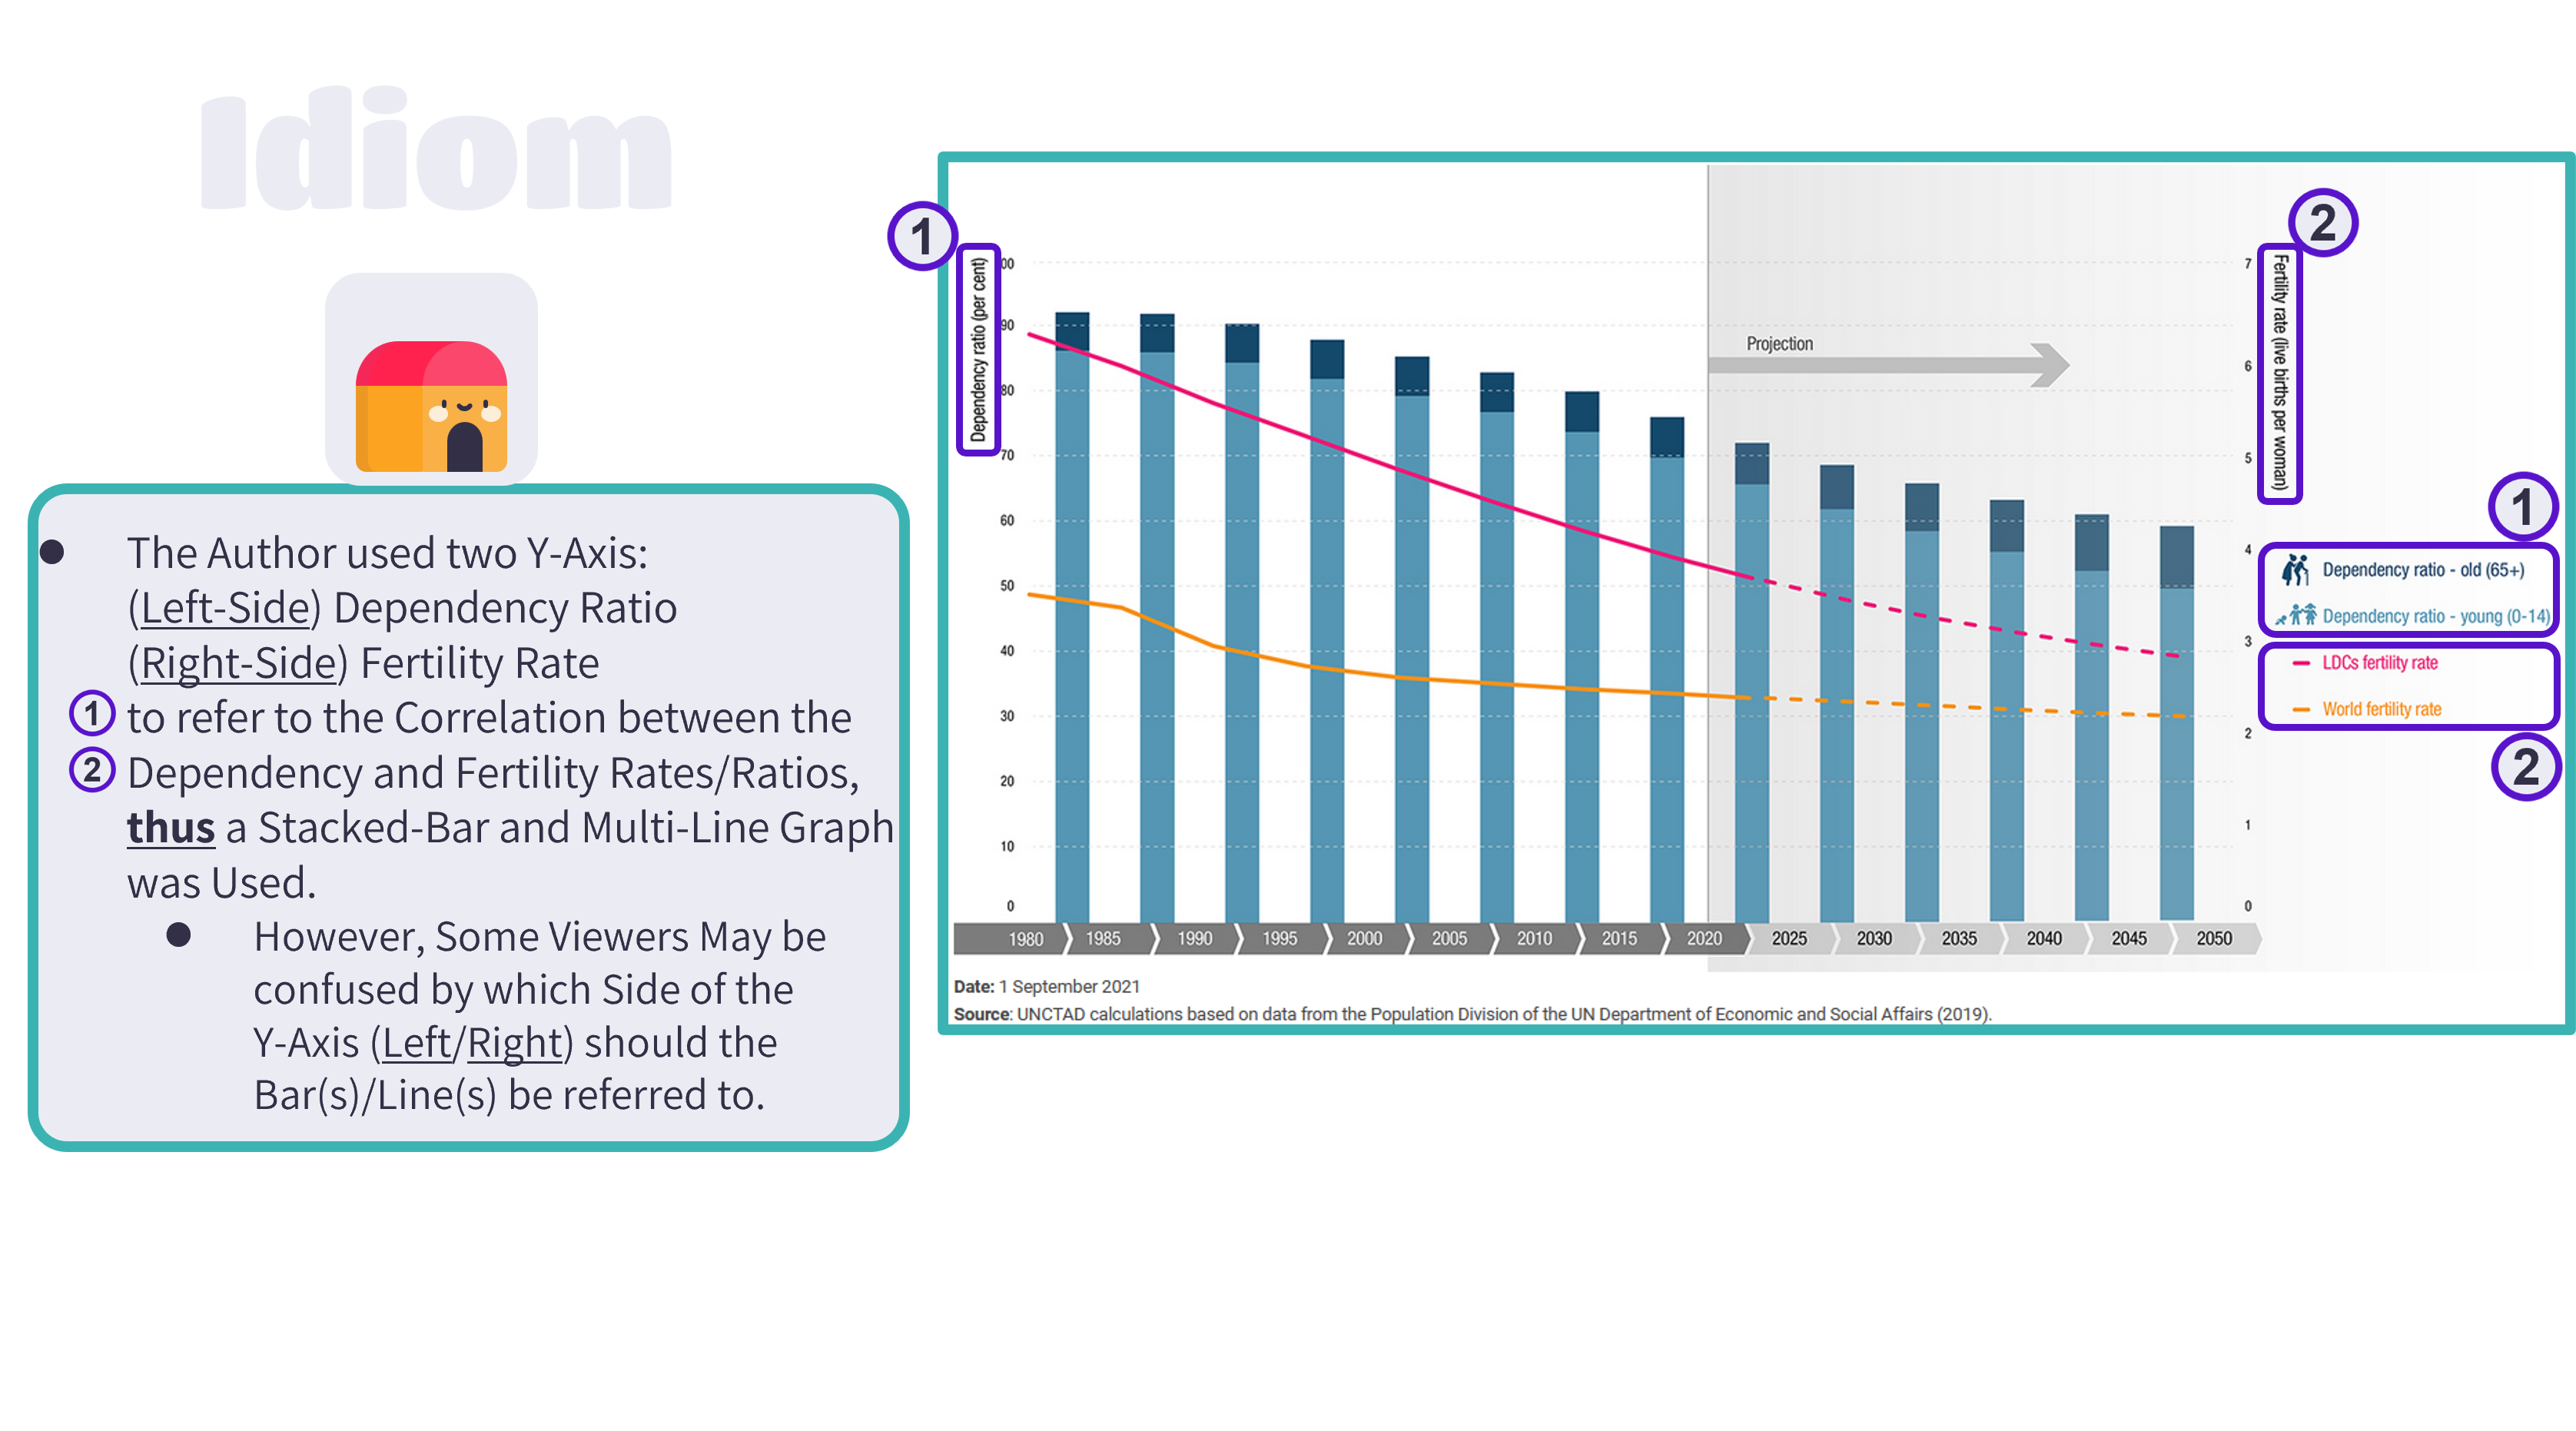 Idiom
The Author used two Y-Axis:
(Left-Side) Dependency Ratio
(Right-Side) Fertility Rate
1 to refer to the Correlation between the
2 Dependency and Fertility Rates/Ratios,
thus a Stacked-Bar and Multi-Line Graph
was Used.
However, Some Viewers May be
confused by which Side of the
Y-Axis (Left/Right) should the
Bar(s)/Line(s) be referred to.
1
Dependency ratio (per cent)
00
90
80
70
60
50
40
30
20
10
0
Projection
2
Fertility rate (live births per woman)
7
6
5
4
3
2
1
0
1
Dependency ratio - old (65+)
Dependency ratio - young (0-14)
LDCs fertility rate
World fertility rate
2
1980 1985 1990 1995 2000 2005 2010 2015 2020 2025 2030 2035 2040 2045 2050
Date: 1 September 2021
Source: UNCTAD calculations based on data from the Population Division of the UN Department of Economic and Social Affairs (2019).